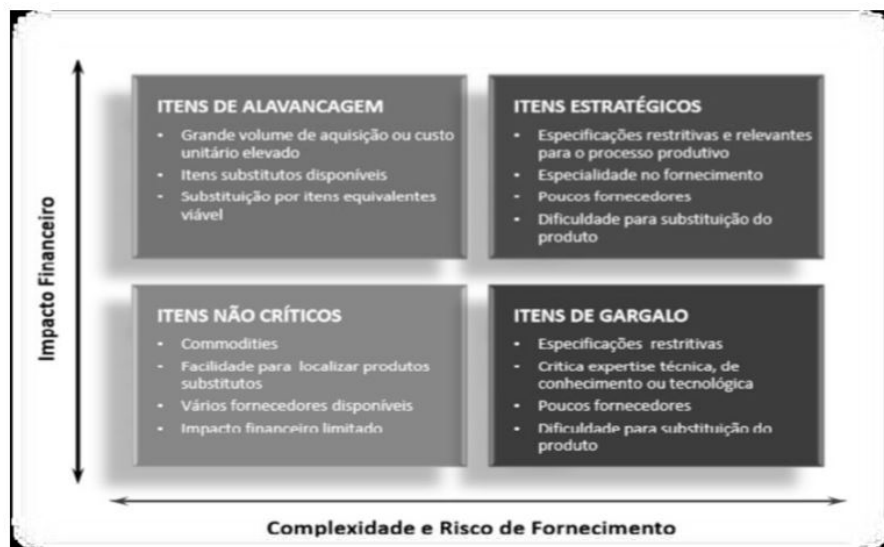 ITENS DE ALAVANCAGEM
• Grande volume de aquisição ou custo
unitário elevado
• Itens substitutos disponíveis
• Substituição por itens equivalentes
viável
ITENS ESTRATÉGICOS
• Especificações restritivas e relevantes
para o processo produtivo
• Especialidade no fornecimento
• Poucos fornecedores
• Dificuldade para substituição do
produto
Impacto Financeiro
ITENS NÃO CRÍTICOS
• Commodities
• Facilidade para localizar produtos
substitutos
• Vários fornecedores disponíveis
• Impacto financeiro limitado
ITENS DE GARGALO
• Especificações restritivas
• Critica expertise técnica, de
conhecimento ou tecnológica
• Poucos fornecedores
• Dificuldade para substituição do
produto
Complexidade e Risco de Fornecimento